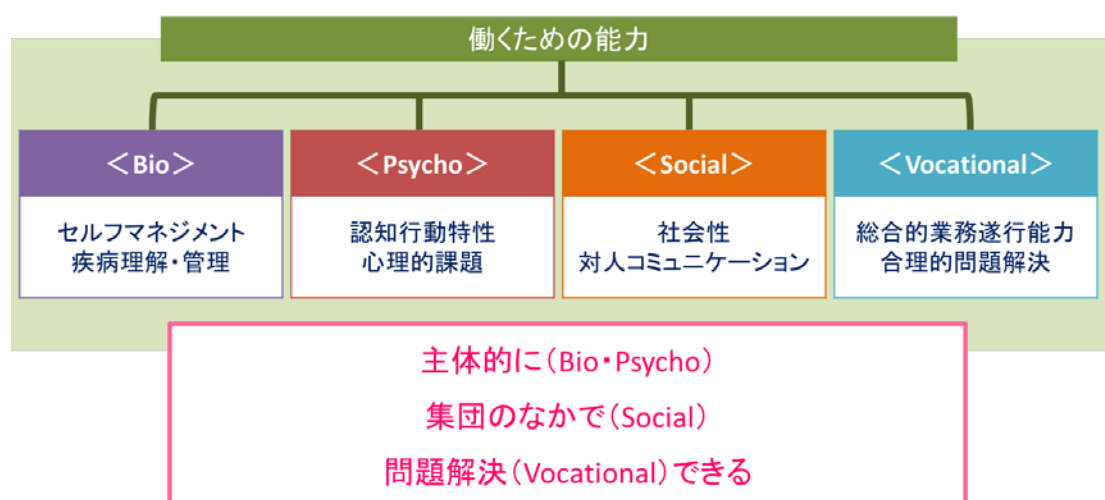 働くための能力
＜Bio＞
セルフマネジメント
疾病理解・管理
＜Psycho＞
認知行動特性
心理的課題
＜Social＞
社会性
対人コミュニケーション
＜Vocational＞
総合的業務遂行能力
合理的問題解決
主体的に（Bio・Psycho）
集団のなかで（Social）
問題解決（Vocational）できる